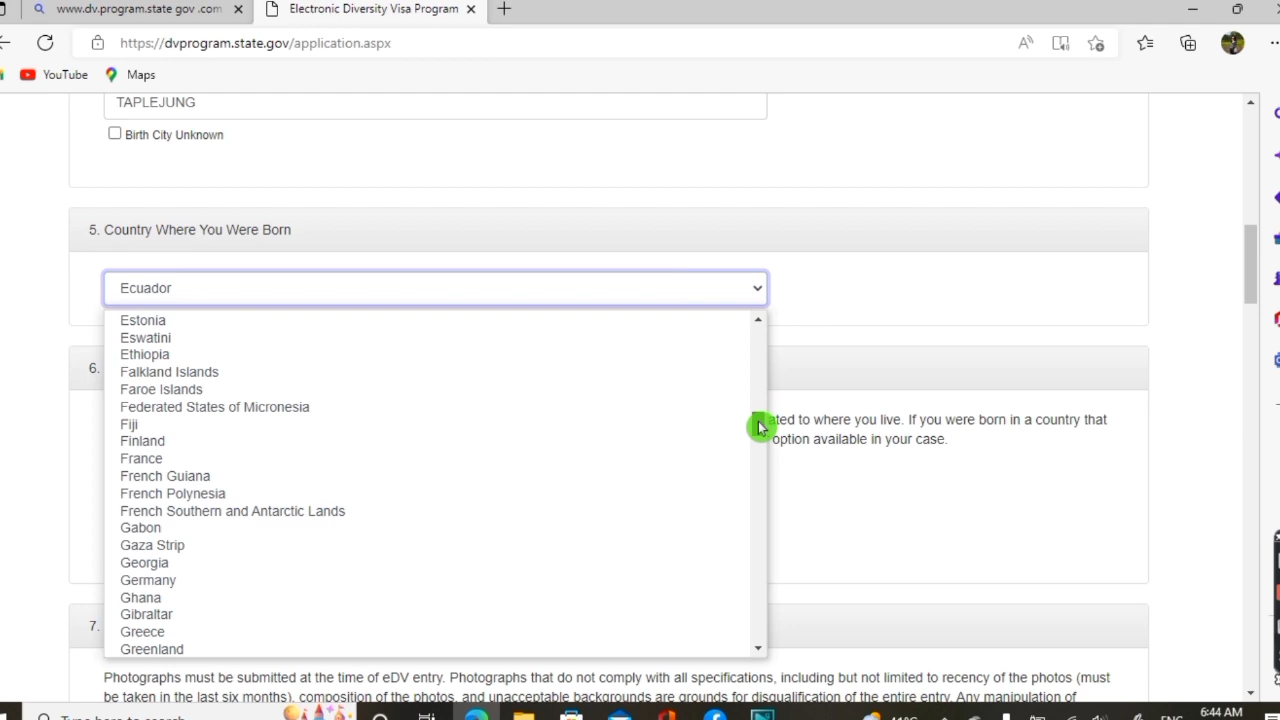 www.dv.program.state gov .com
Electronic Diversity Visa Program
https://dvprogram.state.gov/application.aspx
YouTube
Maps
TAPLEJUNG
Birth City Unknown
5. Country Where You Were Born
Ecuador
Estonia
Eswatini
Ethiopia
Falkland Islands
6.
Faroe Islands
Federated States of Micronesia
ated to where you live. If you were born in a country that
Fiji
Finland
option available in your case.
France
French Guiana
French Polynesia
French Southern and Antarctic Lands
Gabon
Gaza Strip
Georgia
Germany
Ghana
Gibraltar
7.
Greece
Greenland
Photographs must be submitted at the time of eDV entry. Photographs that do not comply with all specifications, including but not limited to recency of the photos (must
be taken in the last six months), composition of the photos, and unacceptable backgrounds are grounds for disqualification of the entire entry. Any manipulation of
Type here to search
ENG
6:44 AM